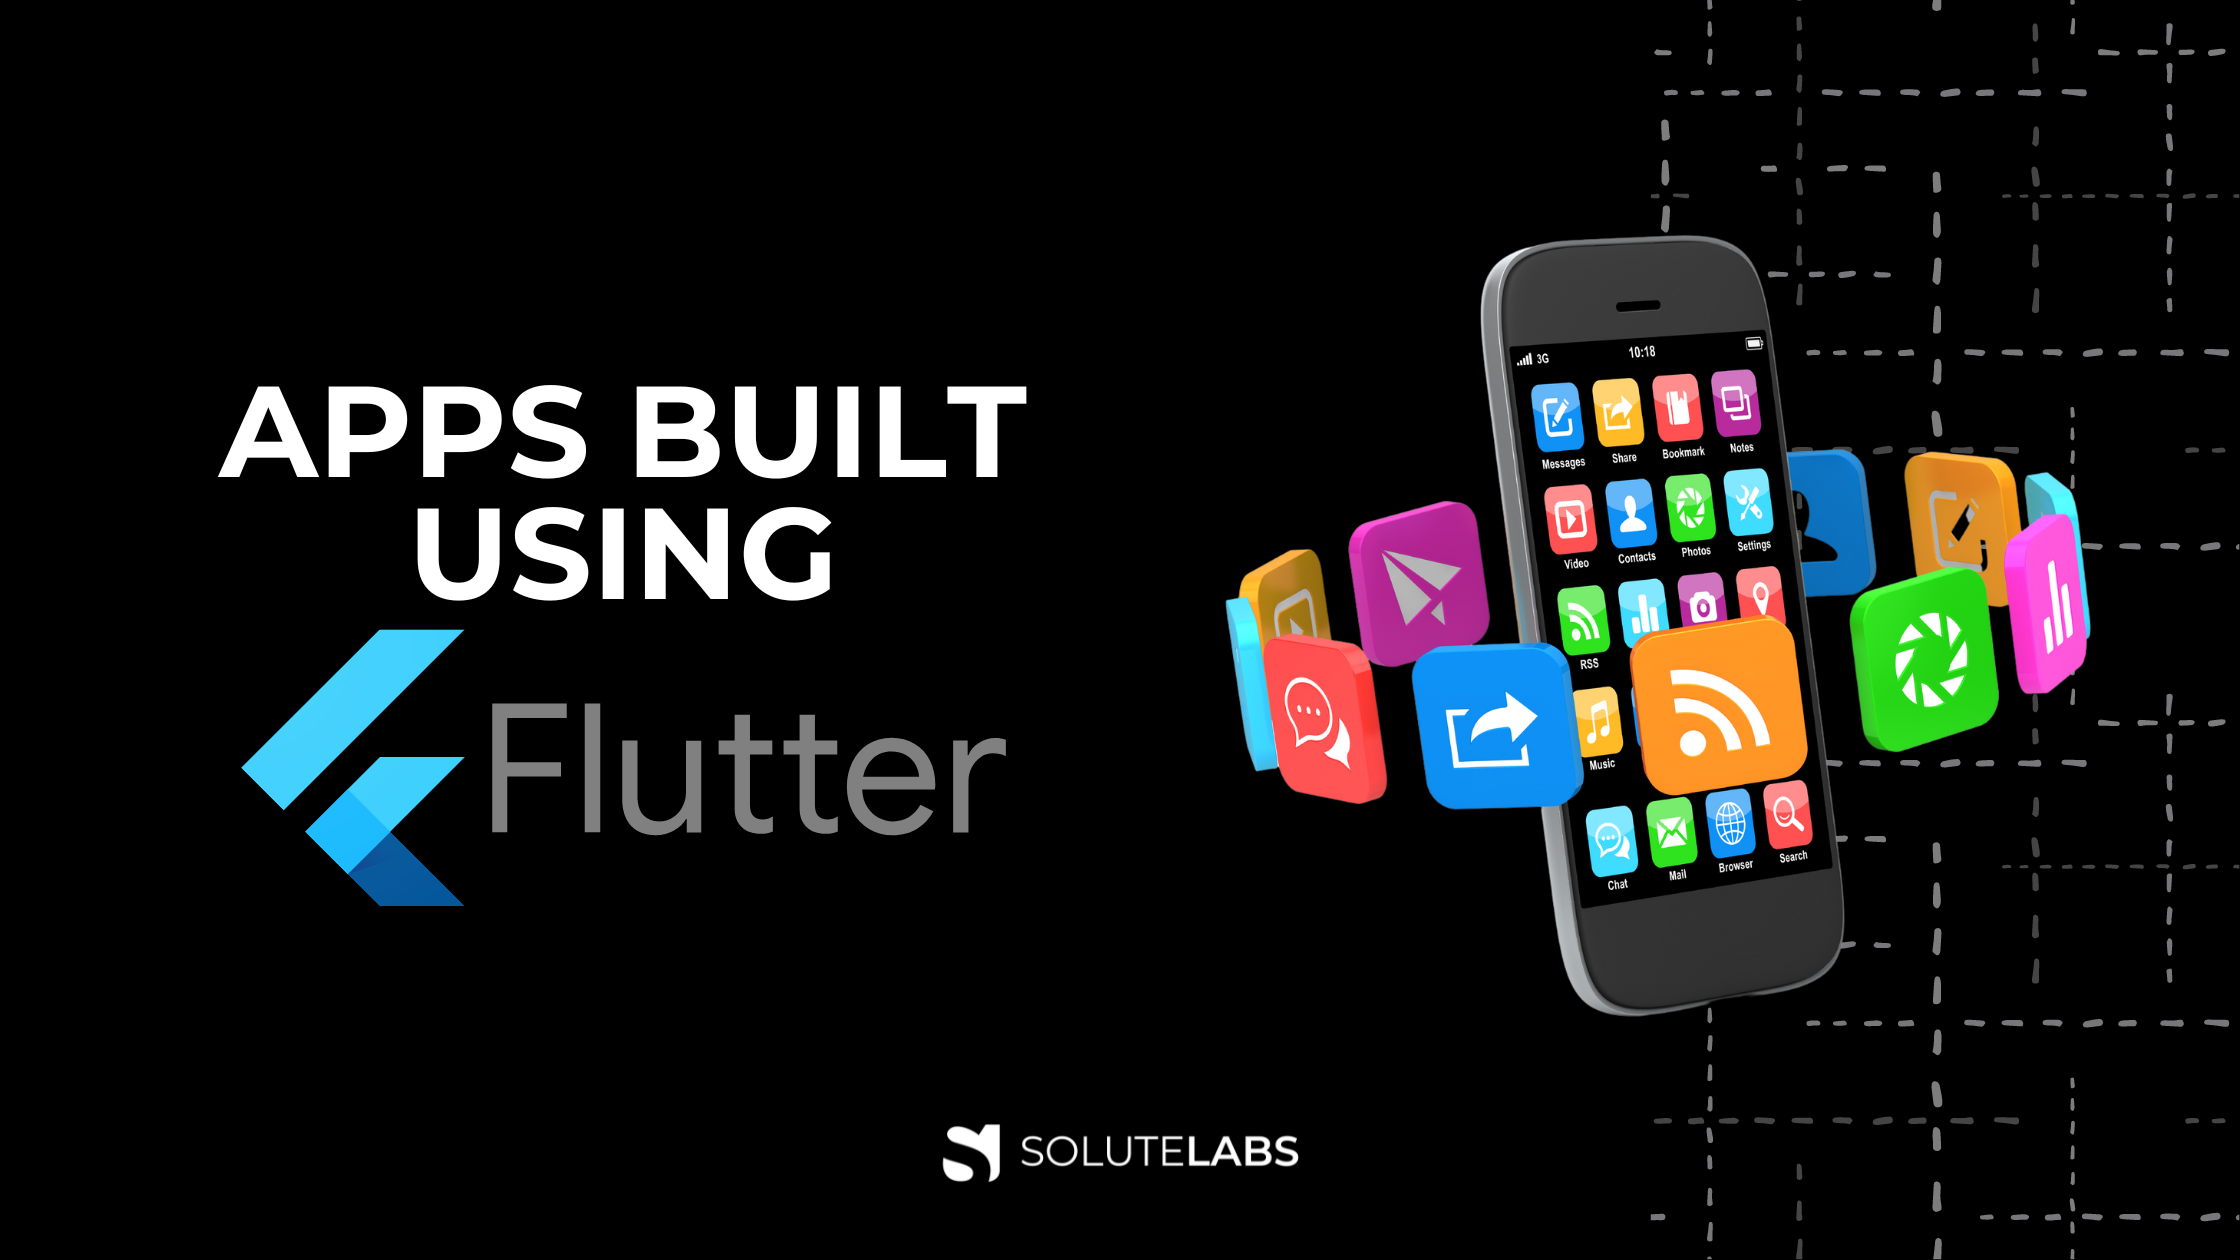 APPS BUILT
USING
Flutter
3G 10:18
Messages Share Bookmark Notes
Video Contacts Photos Settings
RSS
Music
Chat Mail Browser Search
SOLUTELABS